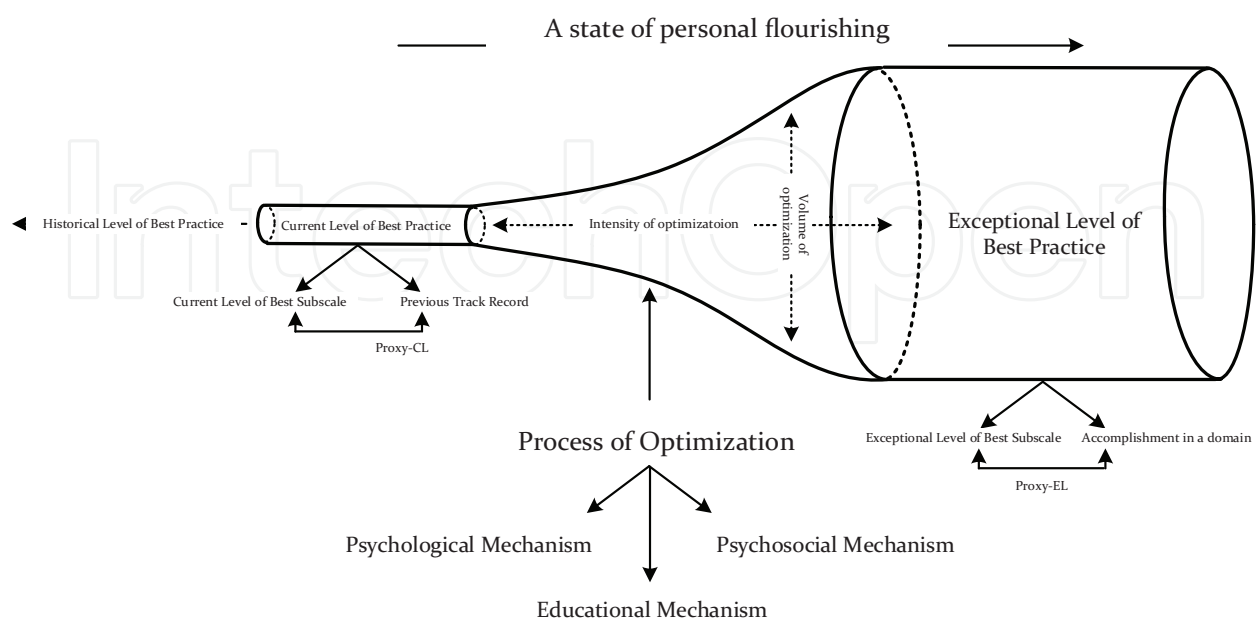 A state of personal flourishing
IntechOpen
Historical Level of Best Practice
Current Level of Best Practice
Intensity of optimizatoion
Volume of
optimization
Exceptional Level of
Best Practice
Current Level of Best Subscale
Previous Track Record
Proxy-CL
Process of Optimization
Exceptional Level of Best Subscale
Accomplishment in a domain
Proxy-EL
Psychological Mechanism
Psychosocial Mechanism
Educational Mechanism